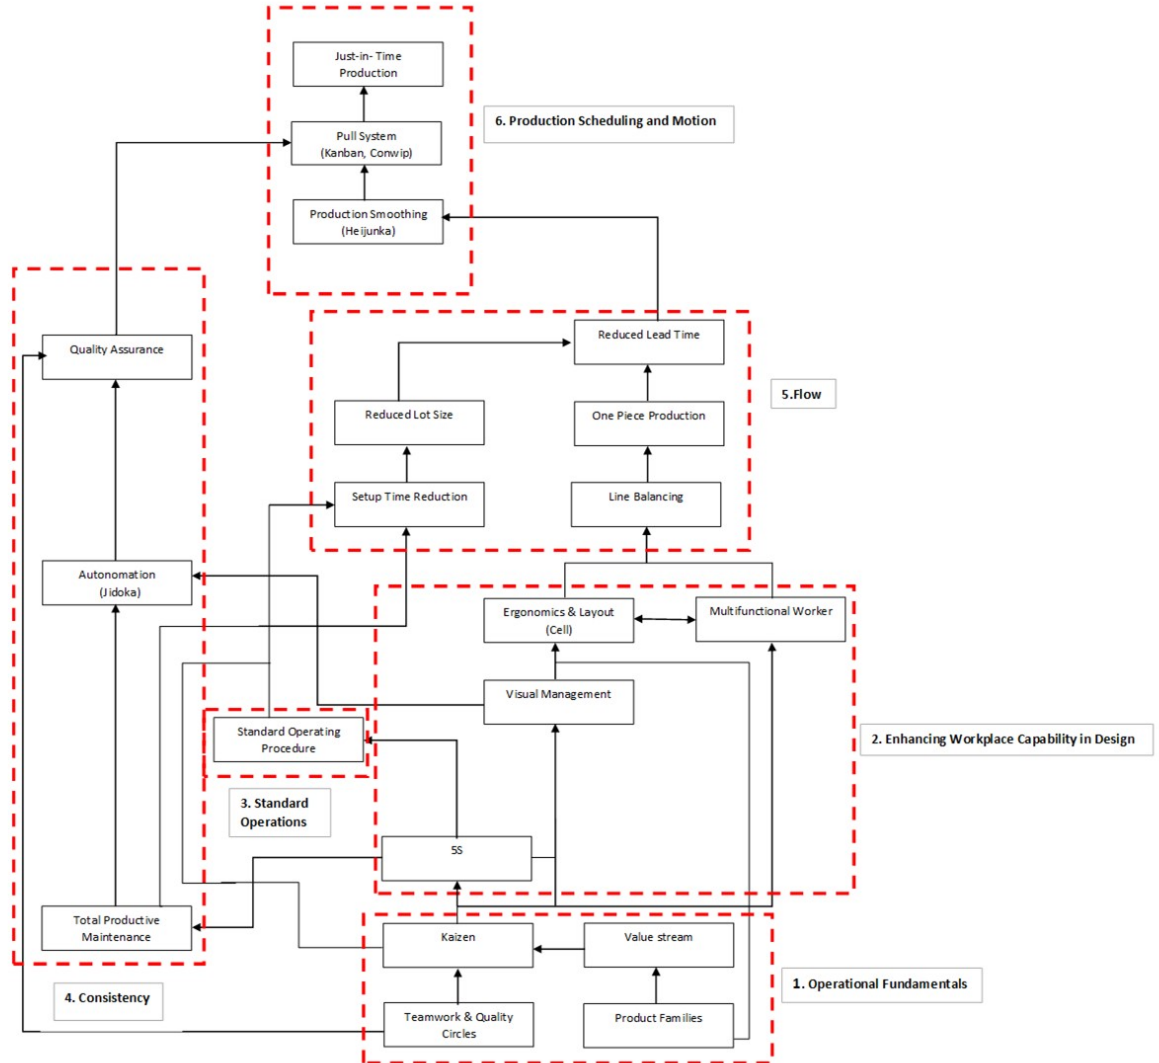 Just-in- Time
Production
6. Production Scheduling and Motion
Pull System
(Kanban, Conwip)
Production Smoothing
(Heijunka)
Quality Assurance
Reduced Lead Time
5.Flow
Reduced Lot Size
One Piece Production
Setup Time Reduction
Line Balancing
Autonomation
(Jidoka)
Ergonomics & Layout
(Cell)
Multifunctional Worker
Visual Management
Standard Operating
Procedure
2. Enhancing Workplace Capability in Design
3. Standard
Operations
5S
Total Productive
Maintenance
Kaizen
Value stream
1. Operational Fundamentals
4. Consistency
Teamwork & Quality
Circles
Product Families